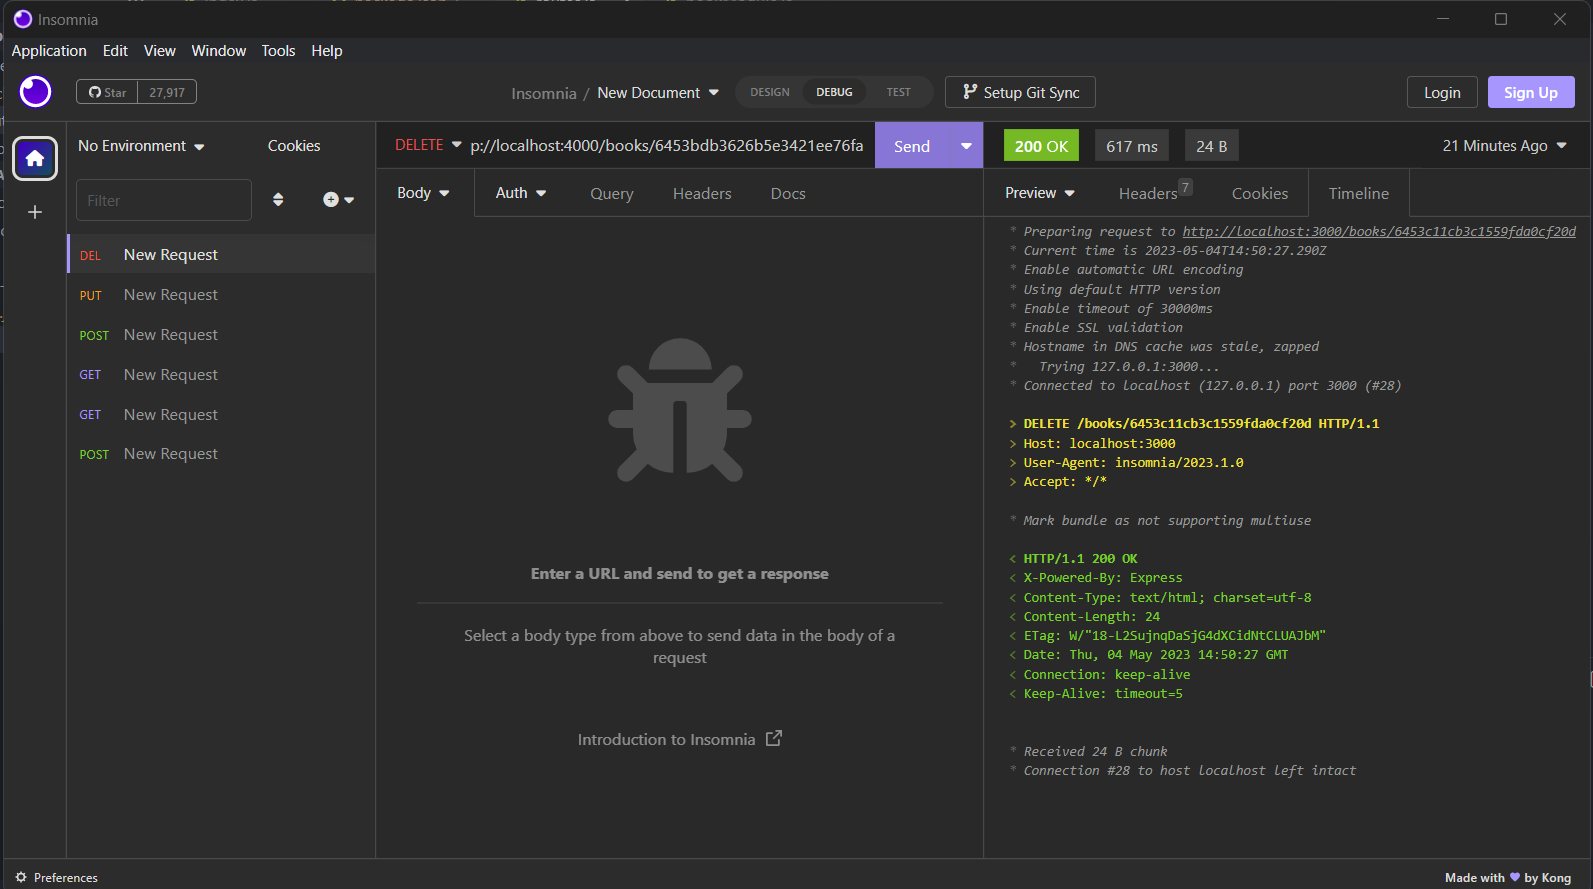 Insomnia
Application Edit View Window Tools Help
Star 27,917
Insomnia / New Document
DESIGN DEBUG TEST
Setup Git Sync
Login Sign Up
No Environment Cookies
DELETE p://localhost:4000/books/6453bdb3626b5e3421ee76fa Send
200 OK 617 ms 24 B 21 Minutes Ago
Filter
Body Auth Query Headers Docs
Preview Headers 7 Cookies Timeline
DEL New Request
PUT New Request
POST New Request
GET New Request
GET New Request
POST New Request
Enter a URL and send to get a response
Select a body type from above to send data in the body of a
request
Introduction to Insomnia
* Preparing request to http://localhost:3000/books/6453c11cb3c1559fda0cf20d
* Current time is 2023-05-04T14:50:27.290Z
* Enable automatic URL encoding
* Using default HTTP version
* Enable timeout of 30000ms
* Enable SSL validation
* Hostname in DNS cache was stale, zapped
*   Trying 127.0.0.1:3000...
* Connected to localhost (127.0.0.1) port 3000 (#28)
> DELETE /books/6453c11cb3c1559fda0cf20d HTTP/1.1
> Host: localhost:3000
> User-Agent: insomnia/2023.1.0
> Accept: */*
* Mark bundle as not supporting multiuse
< HTTP/1.1 200 OK
< X-Powered-By: Express
< Content-Type: text/html; charset=utf-8
< Content-Length: 24
< ETag: W/"18-L2SujnqDaSjG4dXCidNtCLUAJbM"
< Date: Thu, 04 May 2023 14:50:27 GMT
< Connection: keep-alive
< Keep-Alive: timeout=5
* Received 24 B chunk
* Connection #28 to host localhost left intact
Preferences
Made with ♥ by Kong